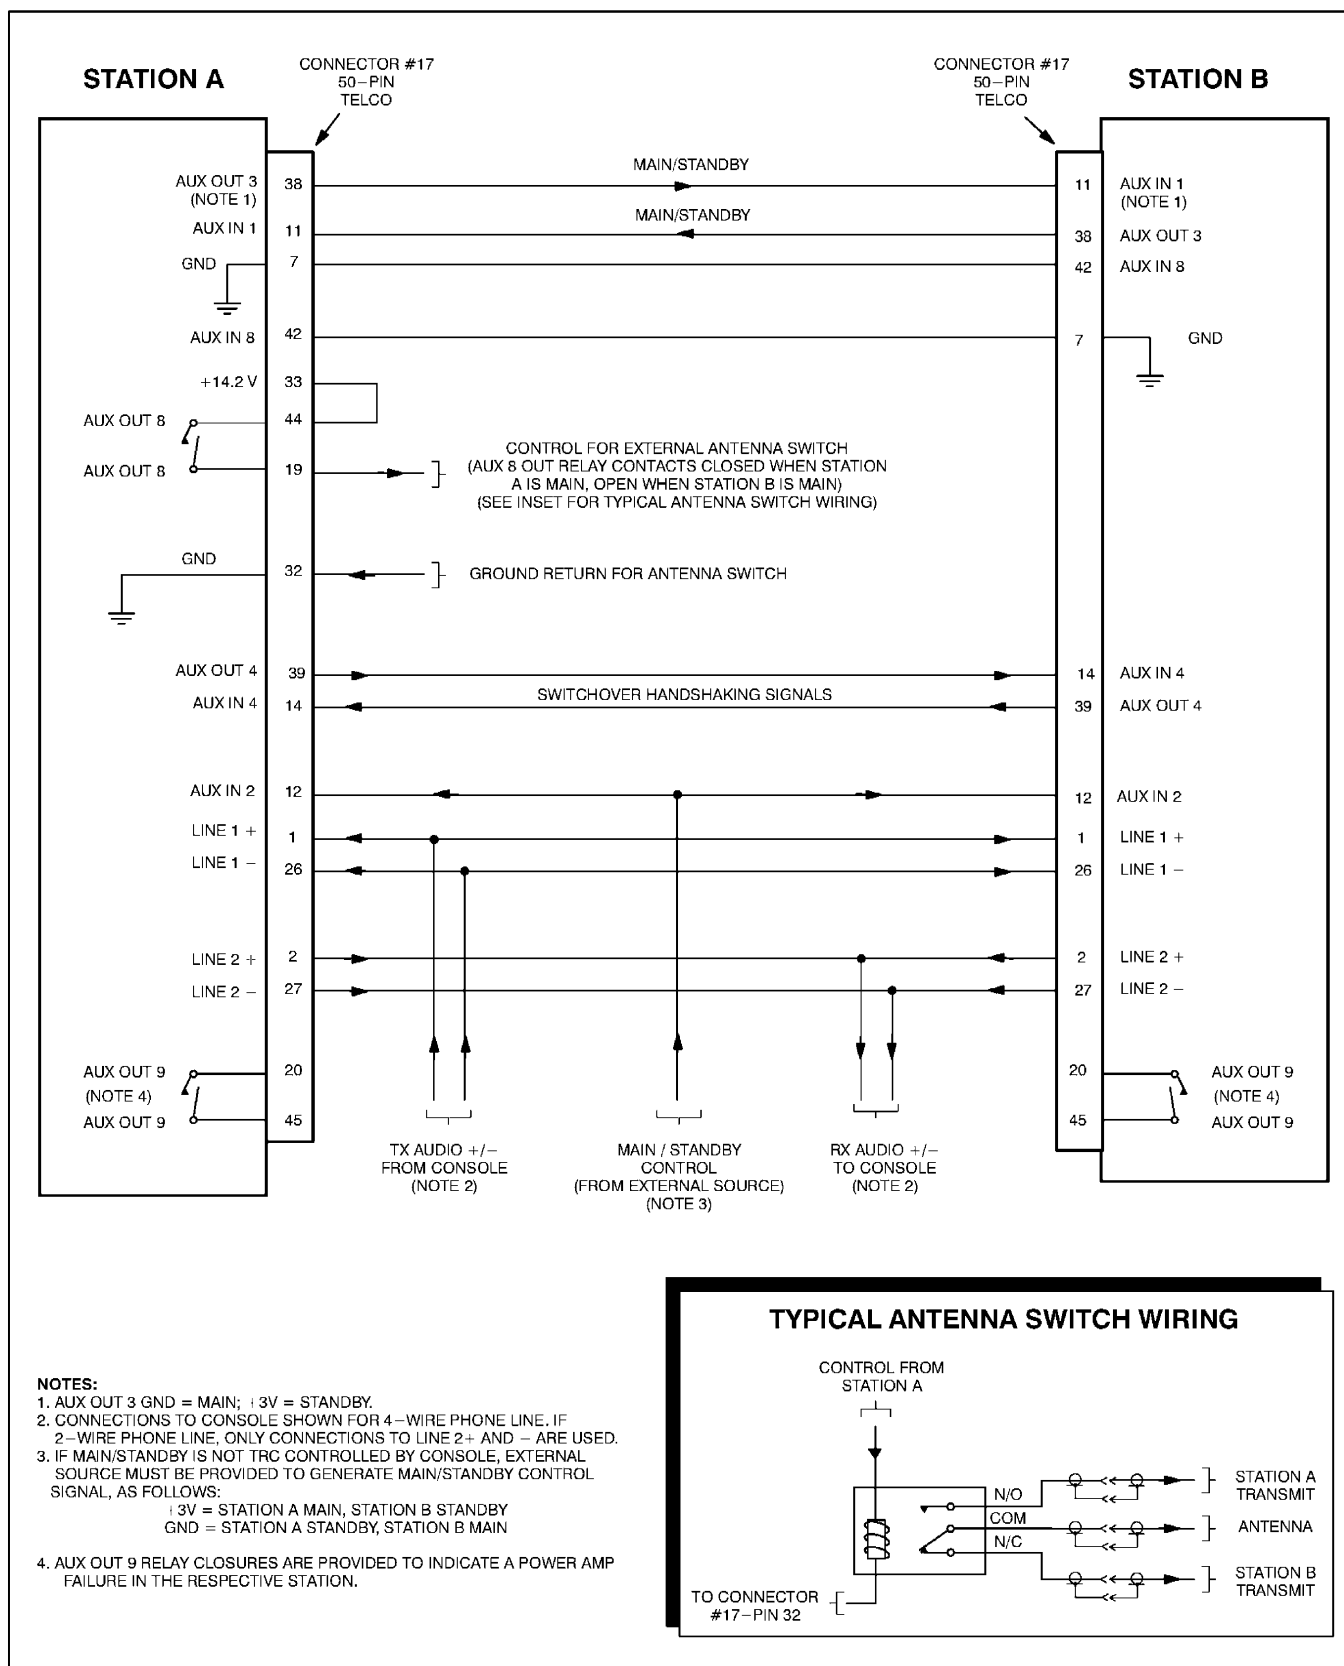 STATION A
CONNECTOR #17
50-PIN
TELCO
CONNECTOR #17
50-PIN
TELCO
STATION B
AUX OUT 3
(NOTE 1)
38
MAIN/STANDBY
11
AUX IN 1
(NOTE 1)
AUX IN 1
11
MAIN/STANDBY
38
AUX OUT 3
GND
7
42
AUX IN 8
AUX IN 8
42
7
GND
+14.2 V
33
AUX OUT 8
44
AUX OUT 8
19
CONTROL FOR EXTERNAL ANTENNA SWITCH
(AUX 8 OUT RELAY CONTACTS CLOSED WHEN STATION
A IS MAIN, OPEN WHEN STATION B IS MAIN)
(SEE INSET FOR TYPICAL ANTENNA SWITCH WIRING)
GND
32
GROUND RETURN FOR ANTENNA SWITCH
AUX OUT 4
39
14
AUX IN 4
AUX IN 4
14
SWITCHOVER HANDSHAKING SIGNALS
39
AUX OUT 4
AUX IN 2
12
12
AUX IN 2
LINE 1 +
1
1
LINE 1 +
LINE 1 -
26
26
LINE 1 -
LINE 2 +
2
2
LINE 2 +
LINE 2 -
27
27
LINE 2 -
AUX OUT 9
(NOTE 4)
AUX OUT 9
20
45
20
45
AUX OUT 9
(NOTE 4)
AUX OUT 9
TX AUDIO +/-
FROM CONSOLE
(NOTE 2)
MAIN / STANDBY
CONTROL
(FROM EXTERNAL SOURCE)
(NOTE 3)
RX AUDIO +/-
TO CONSOLE
(NOTE 2)
NOTES:
1. AUX OUT 3 GND = MAIN; +3V = STANDBY.
2. CONNECTIONS TO CONSOLE SHOWN FOR 4-WIRE PHONE LINE. IF
2-WIRE PHONE LINE, ONLY CONNECTIONS TO LINE 2+ AND - ARE USED.
3. IF MAIN/STANDBY IS NOT TRC CONTROLLED BY CONSOLE, EXTERNAL
SOURCE MUST BE PROVIDED TO GENERATE MAIN/STANDBY CONTROL
SIGNAL, AS FOLLOWS:
+3V = STATION A MAIN, STATION B STANDBY
GND = STATION A STANDBY, STATION B MAIN
4. AUX OUT 9 RELAY CLOSURES ARE PROVIDED TO INDICATE A POWER AMP
FAILURE IN THE RESPECTIVE STATION.
TYPICAL ANTENNA SWITCH WIRING
CONTROL FROM
STATION A
N/O
COM
N/C
STATION A
TRANSMIT
ANTENNA
STATION B
TRANSMIT
TO CONNECTOR
#17-PIN 32